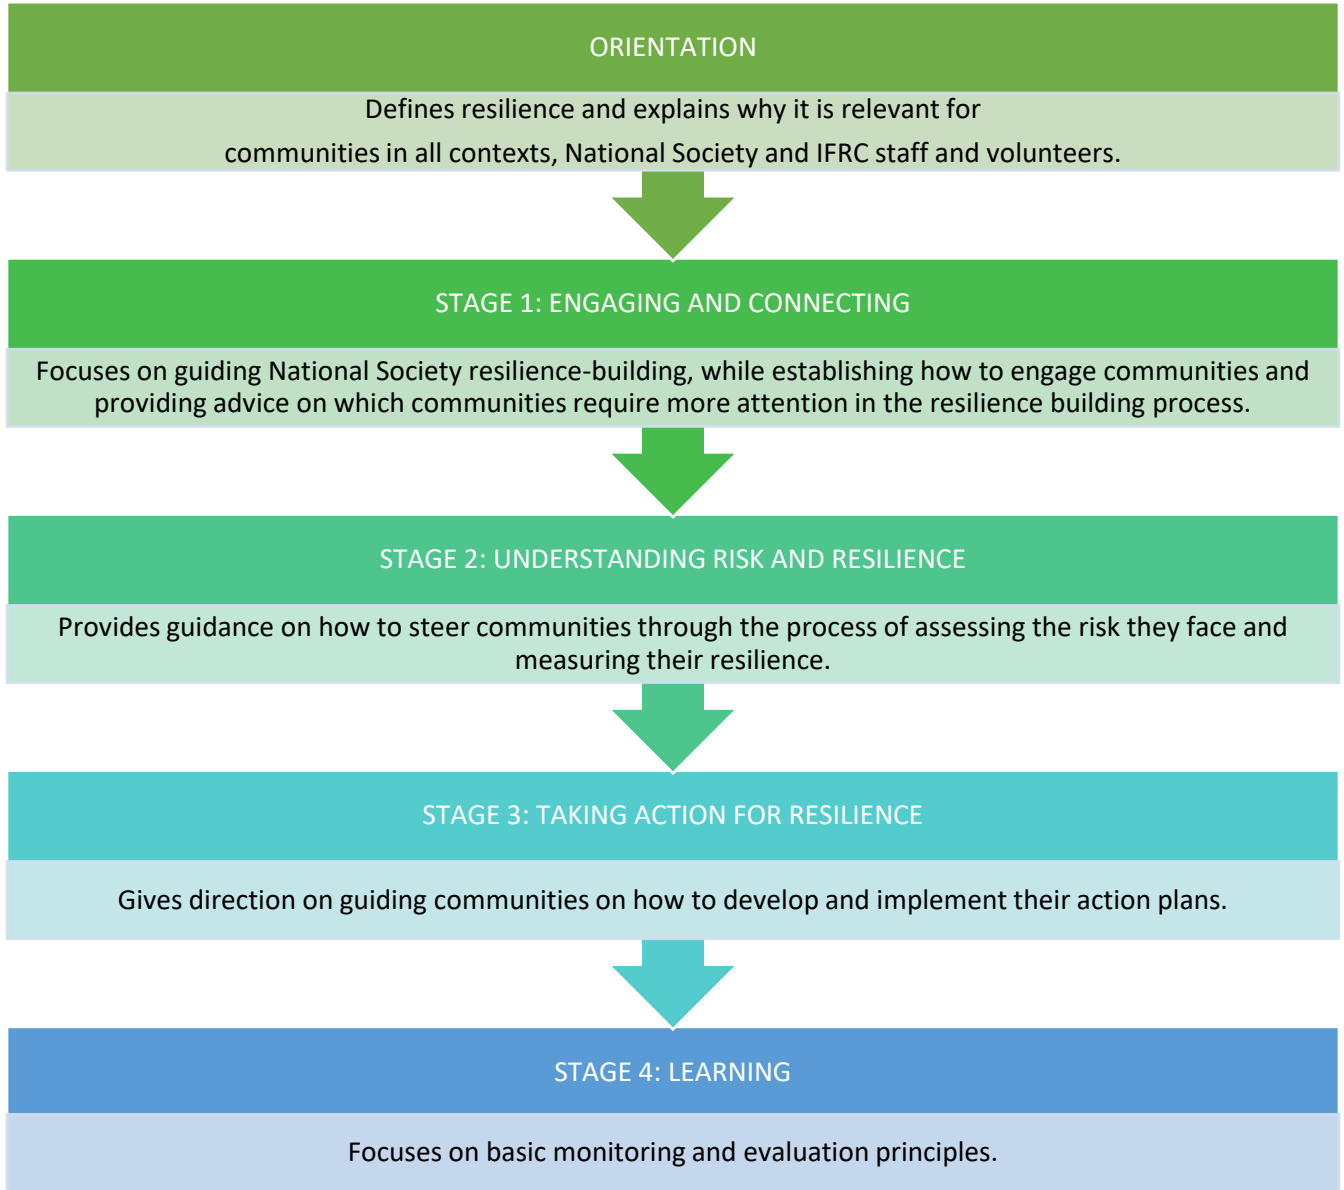 ORIENTATION
Defines resilience and explains why it is relevant for
communities in all contexts, National Society and IFRC staff and volunteers.
STAGE 1: ENGAGING AND CONNECTING
Focuses on guiding National Society resilience-building, while establishing how to engage communities and
providing advice on which communities require more attention in the resilience building process.
STAGE 2: UNDERSTANDING RISK AND RESILIENCE
Provides guidance on how to steer communities through the process of assessing the risk they face and
measuring their resilience.
STAGE 3: TAKING ACTION FOR RESILIENCE
Gives direction on guiding communities on how to develop and implement their action plans.
STAGE 4: LEARNING
Focuses on basic monitoring and evaluation principles.